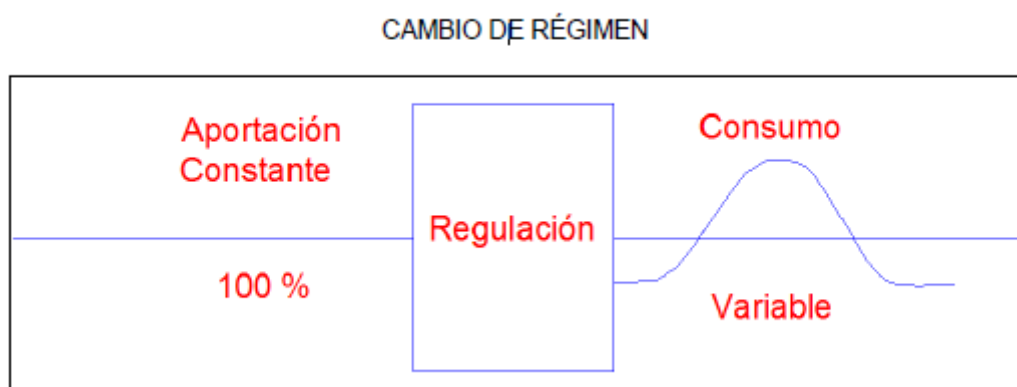 CAMBIO DE RÉGIMEN
Aportación
Constante
100 %
Regulación
Consumo
Variable